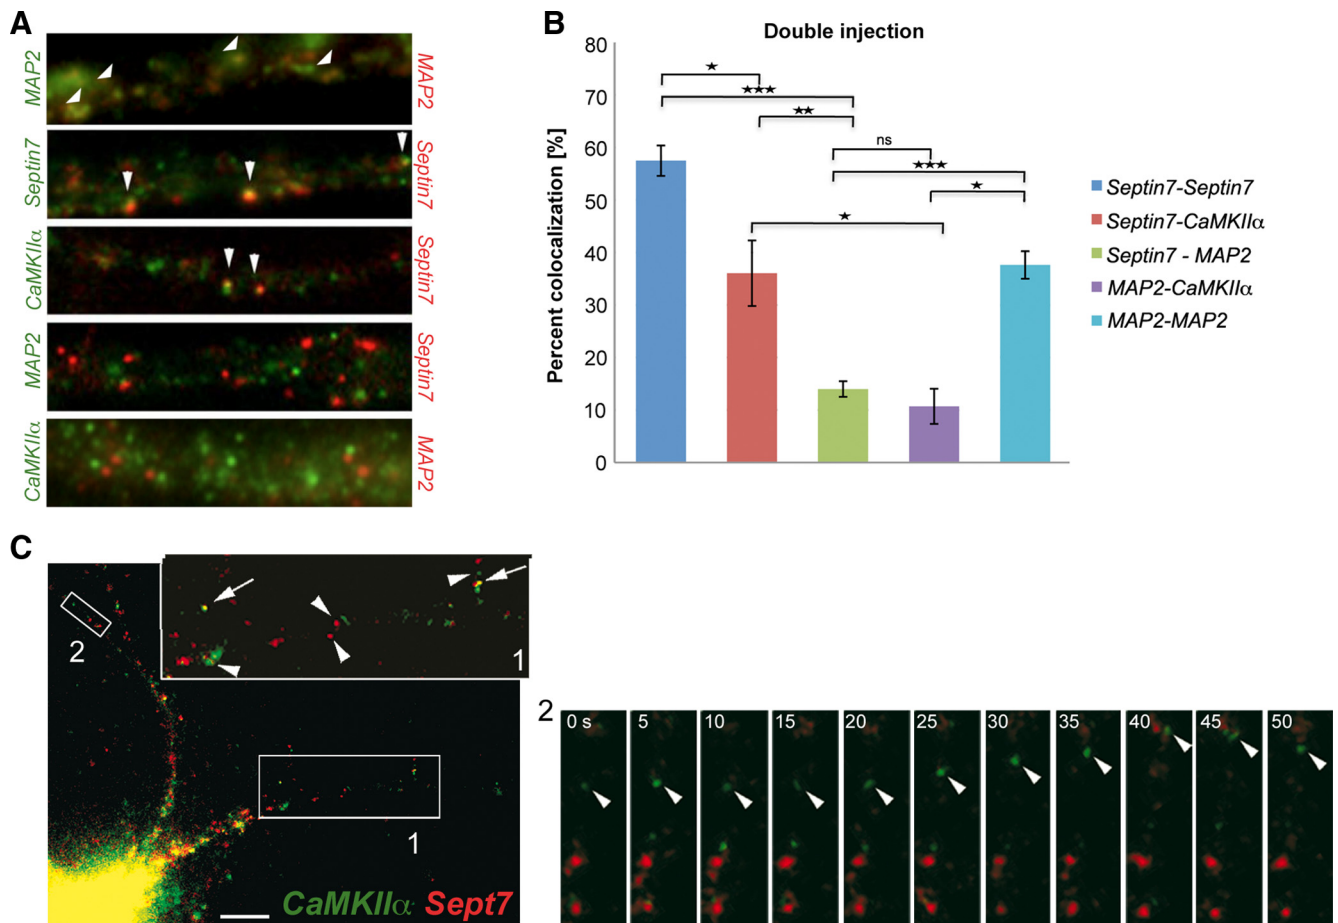 A
MAP2
MAP2
Septin7
Septin7
CaMKIIα
Septin7
MAP2
Septin7
CaMKIIα
MAP2
B
Double injection
Percent colocalization [%]
80
70
60
50
40
30
20
10
0
★
★★★
★★
ns
★★★
★
★
Septin7-Septin7
Septin7-CaMKIIα
Septin7 - MAP2
MAP2-CaMKIIα
MAP2-MAP2
C
2
1
1
CaMKIIα Sept7
2
0 s 5 10 15 20 25 30 35 40 45 50